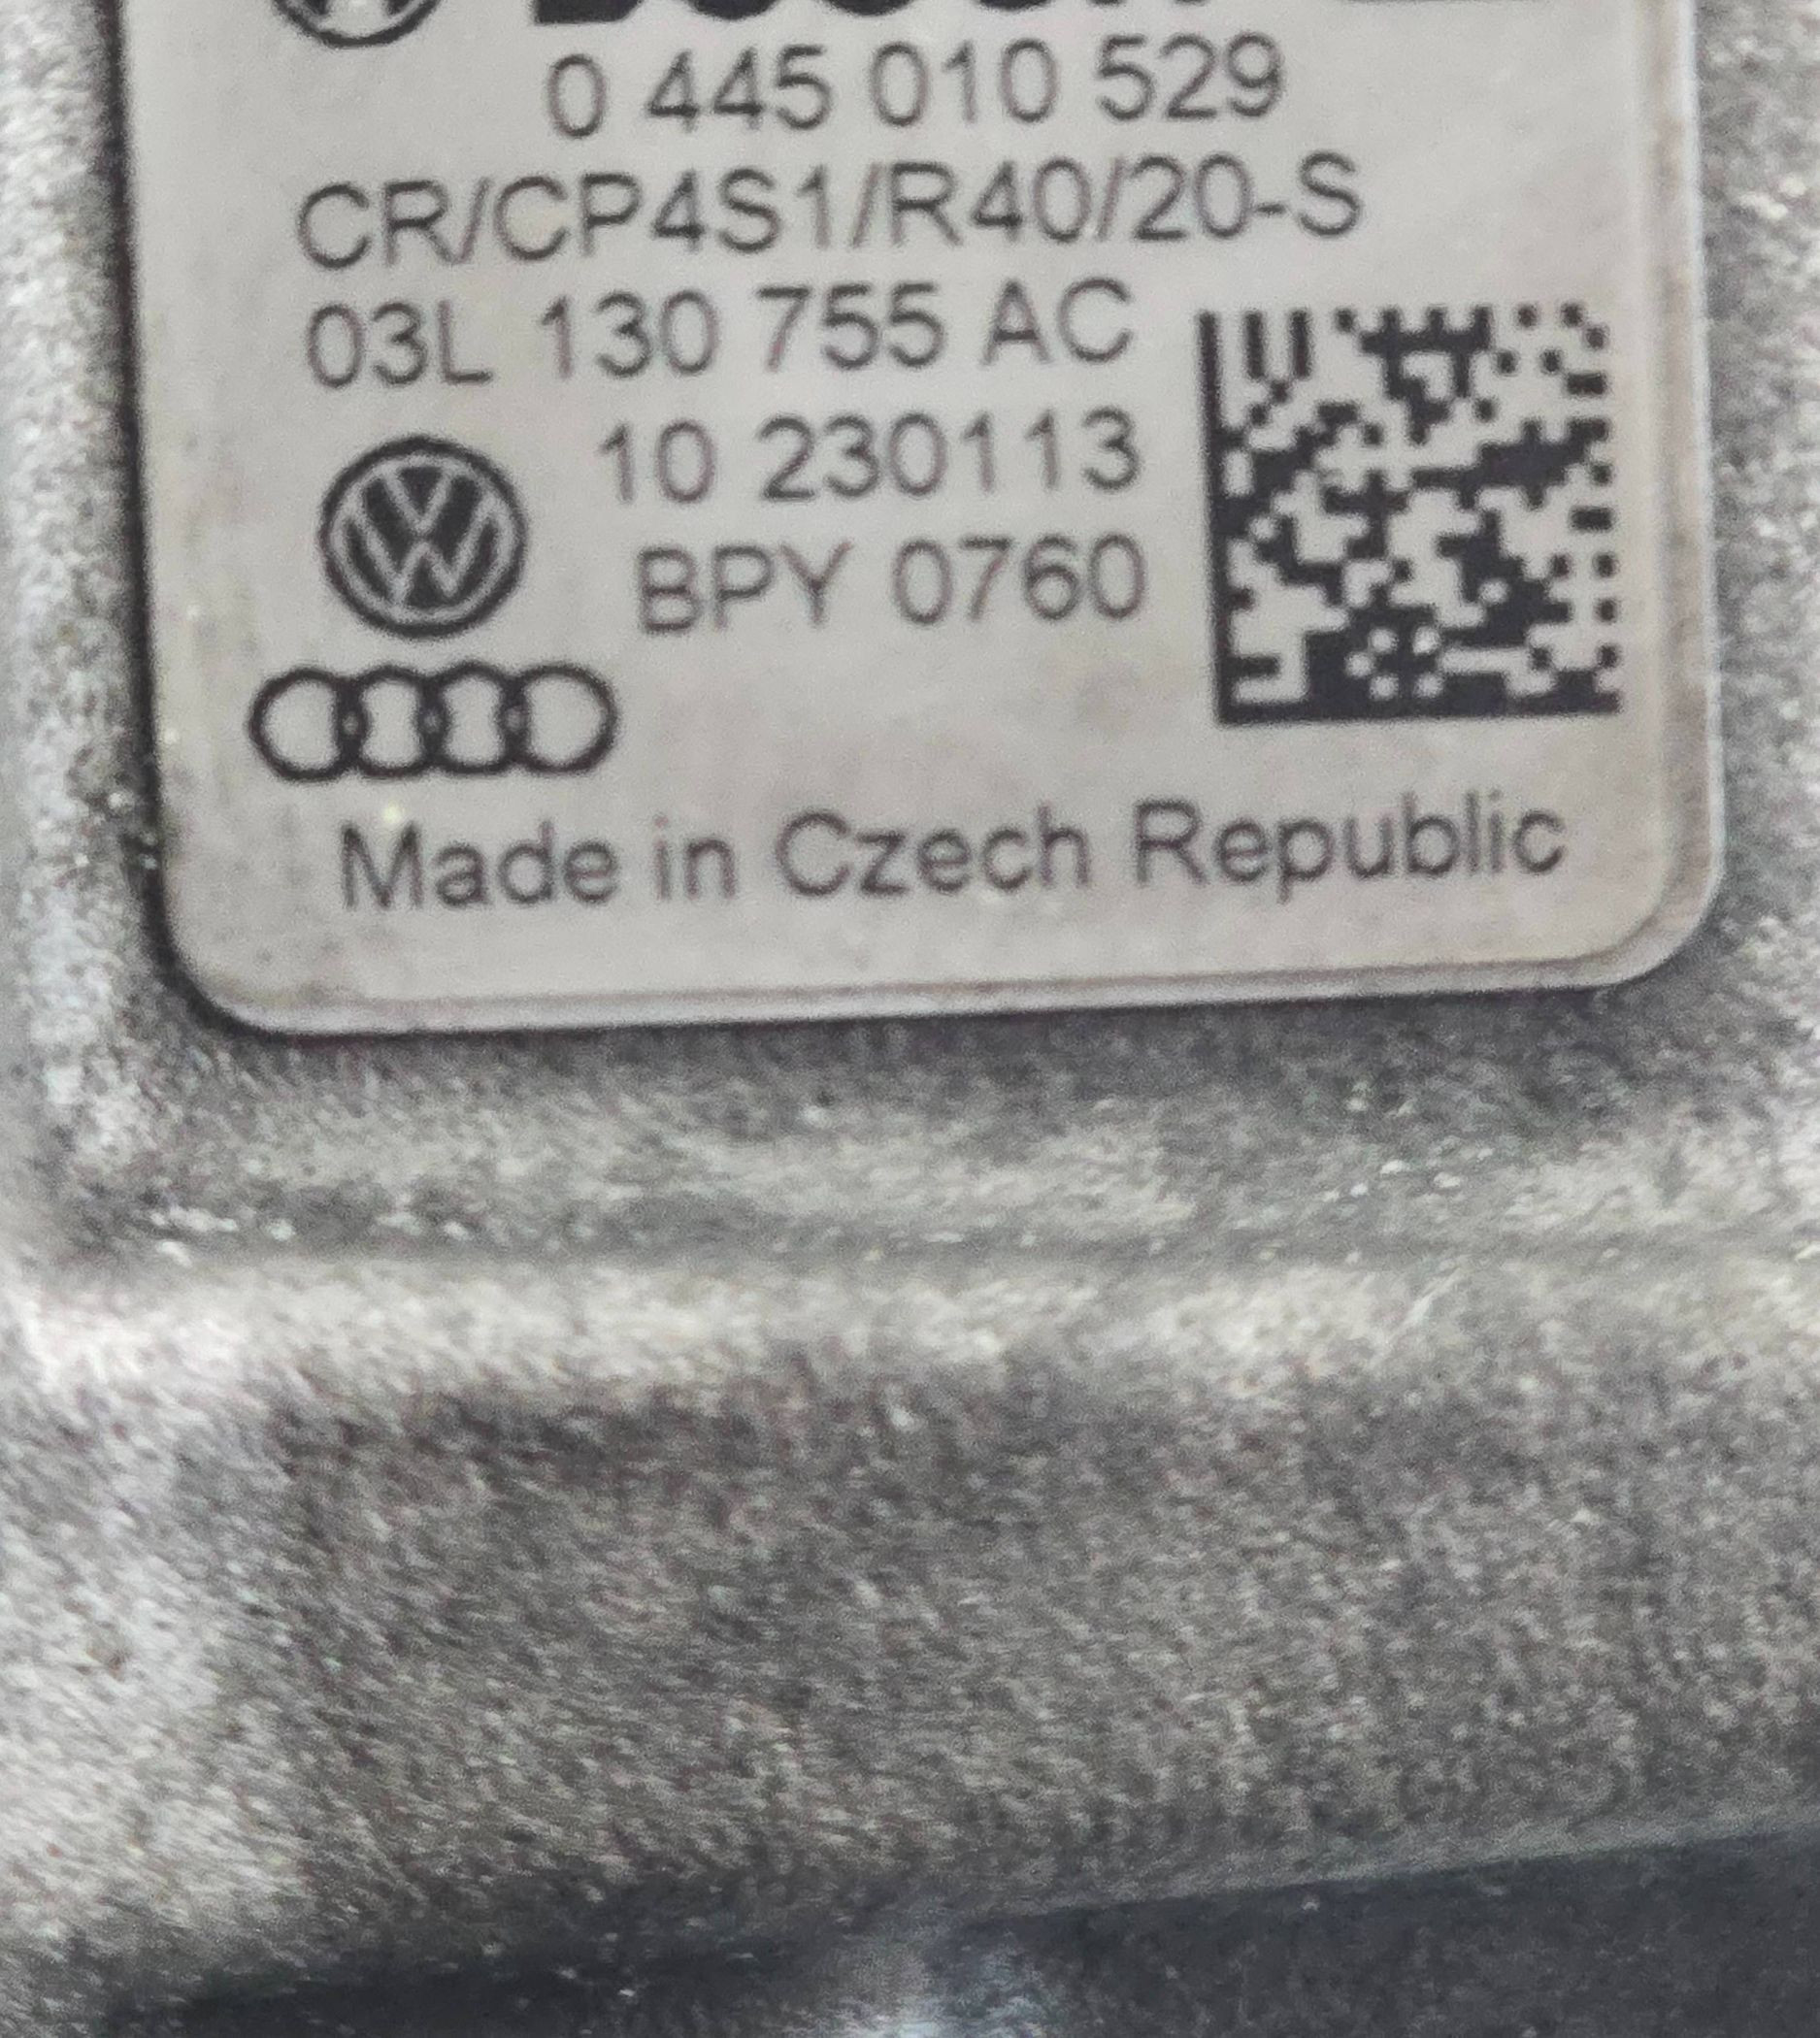 0 445 010 529
CR/CP4S1/R40/20-S
03L 130 755 AC
10 230113
BPY 0760
Made in Czech Republic